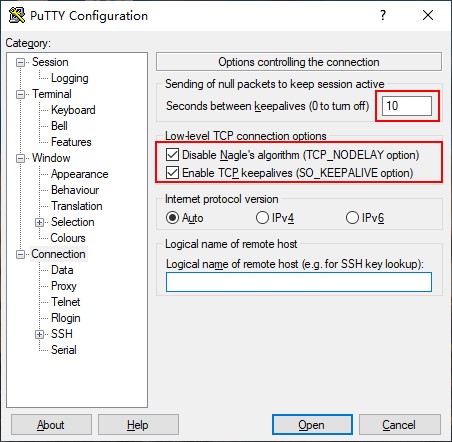 PuTTY Configuration
?
×
Category:
Session
Logging
Terminal
Keyboard
Bell
Features
Window
Appearance
Behaviour
Translation
Selection
Colours
Connection
Data
Proxy
Telnet
Rlogin
SSH
Serial
Options controlling the connection
Sending of null packets to keep session active
Seconds between keepalives (0 to turn off)
10
Low-level TCP connection options
Disable Nagle's algorithm (TCP_NODELAY option)
Enable TCP keepalives (SO_KEEPALIVE option)
Internet protocol version
Auto
IPv4
IPv6
Logical name of remote host
Logical name of remote host (e.g. for SSH key lookup):
About
Help
Open
Cancel